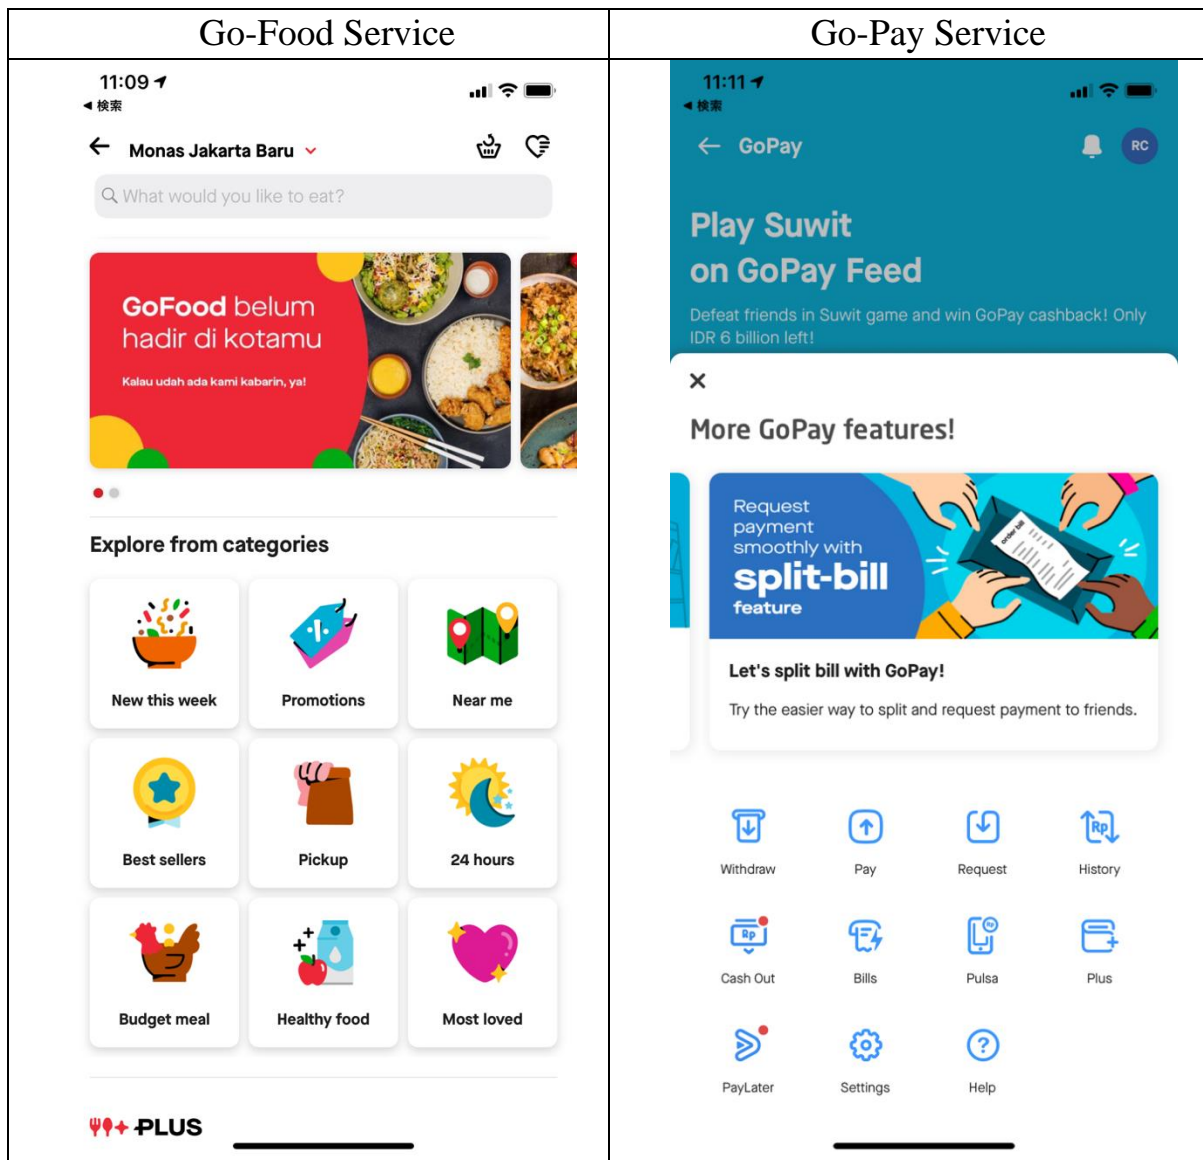 Go-Food Service
Go-Pay Service
11:09
検索
Monas Jakarta Baru
What would you like to eat?
GoFood belum
hadir di kotamu
Kalau udah ada kami kabarin, ya!
Explore from categories
New this week
Promotions
Near me
Best sellers
Pickup
24 hours
Budget meal
Healthy food
Most loved
PLUS
11:11
検索
GoPay
RC
Play Suwit
on GoPay Feed
Defeat friends in Suwit game and win GoPay cashback! Only
IDR 6 billion left!
More GoPay features!
Request
payment
smoothly with
split-bill
feature
order bill
Let's split bill with GoPay!
Try the easier way to split and request payment to friends.
Withdraw
Pay
Request
Rp
History
Rp
Cash Out
Bills
Rp
Pulsa
Plus
PayLater
Settings
Help